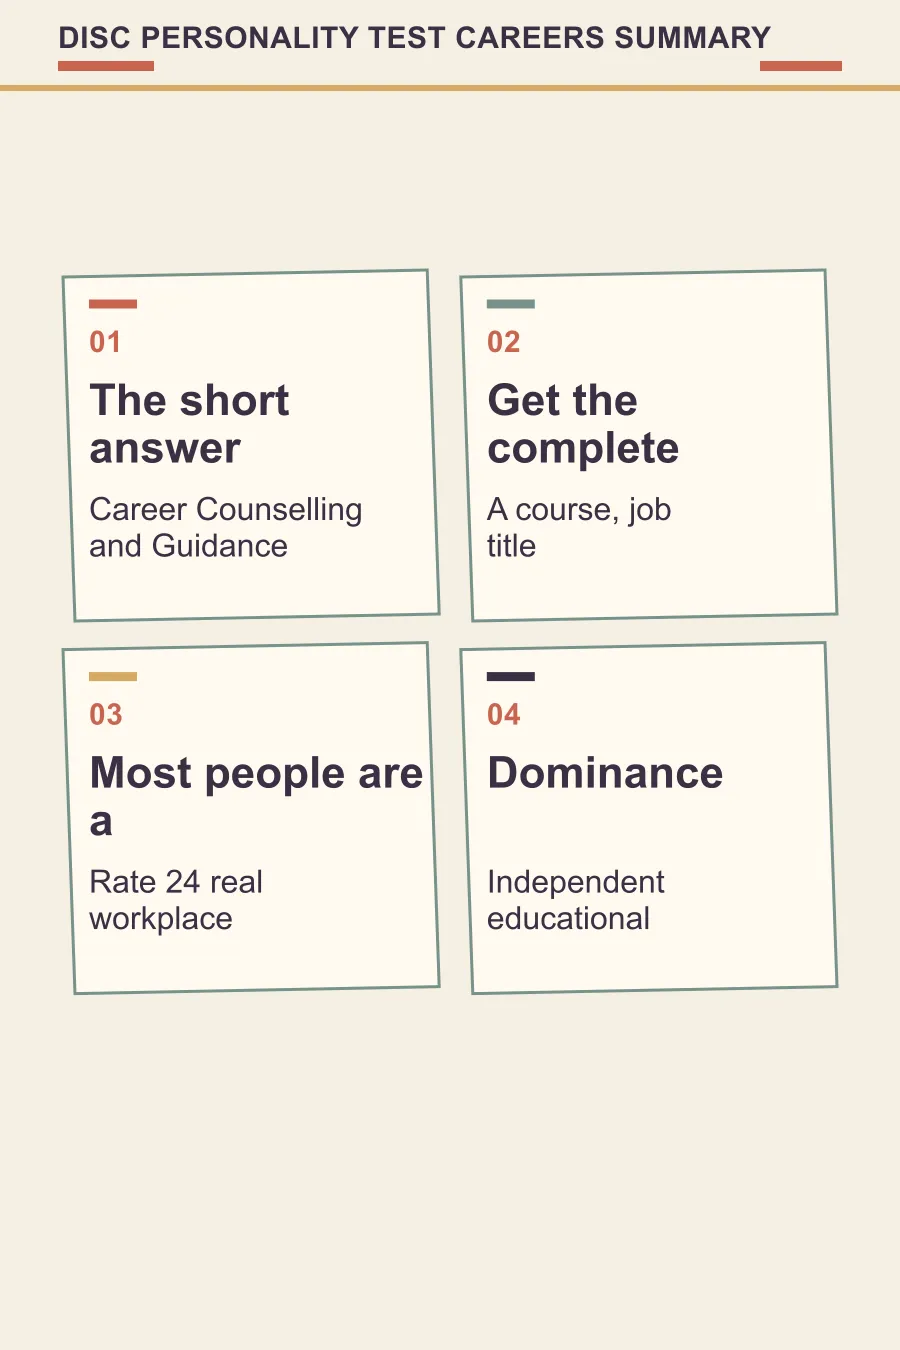 DISC PERSONALITY TEST CAREERS SUMMARY
01
The short
answer
Career Counselling
and Guidance
02
Get the
complete
A course, job
title
03
Most people are
a
Rate 24 real
workplace
04
Dominance
Independent
educational